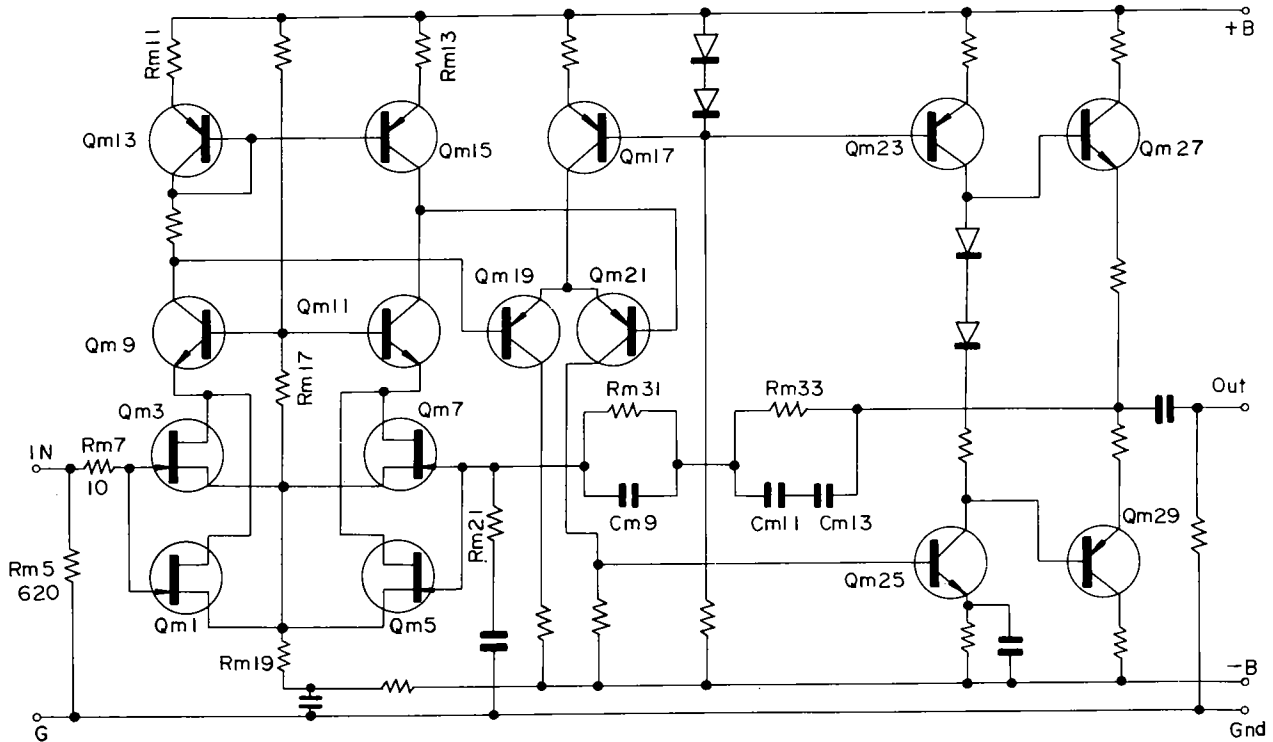 +B
Rm11
Rm13
Qm13
Qm15
Qm17
Qm23
Qm27
Qm19
Qm21
Qm11
Qm9
Rm17
Rm31
Rm33
Out
Qm3
Qm7
IN
Rm7
10
Cm9
Cm11
Cm13
Rm21
Qm29
Rm5
620
Qm25
Qm1
Qm5
Rm19
-B
G
Gnd